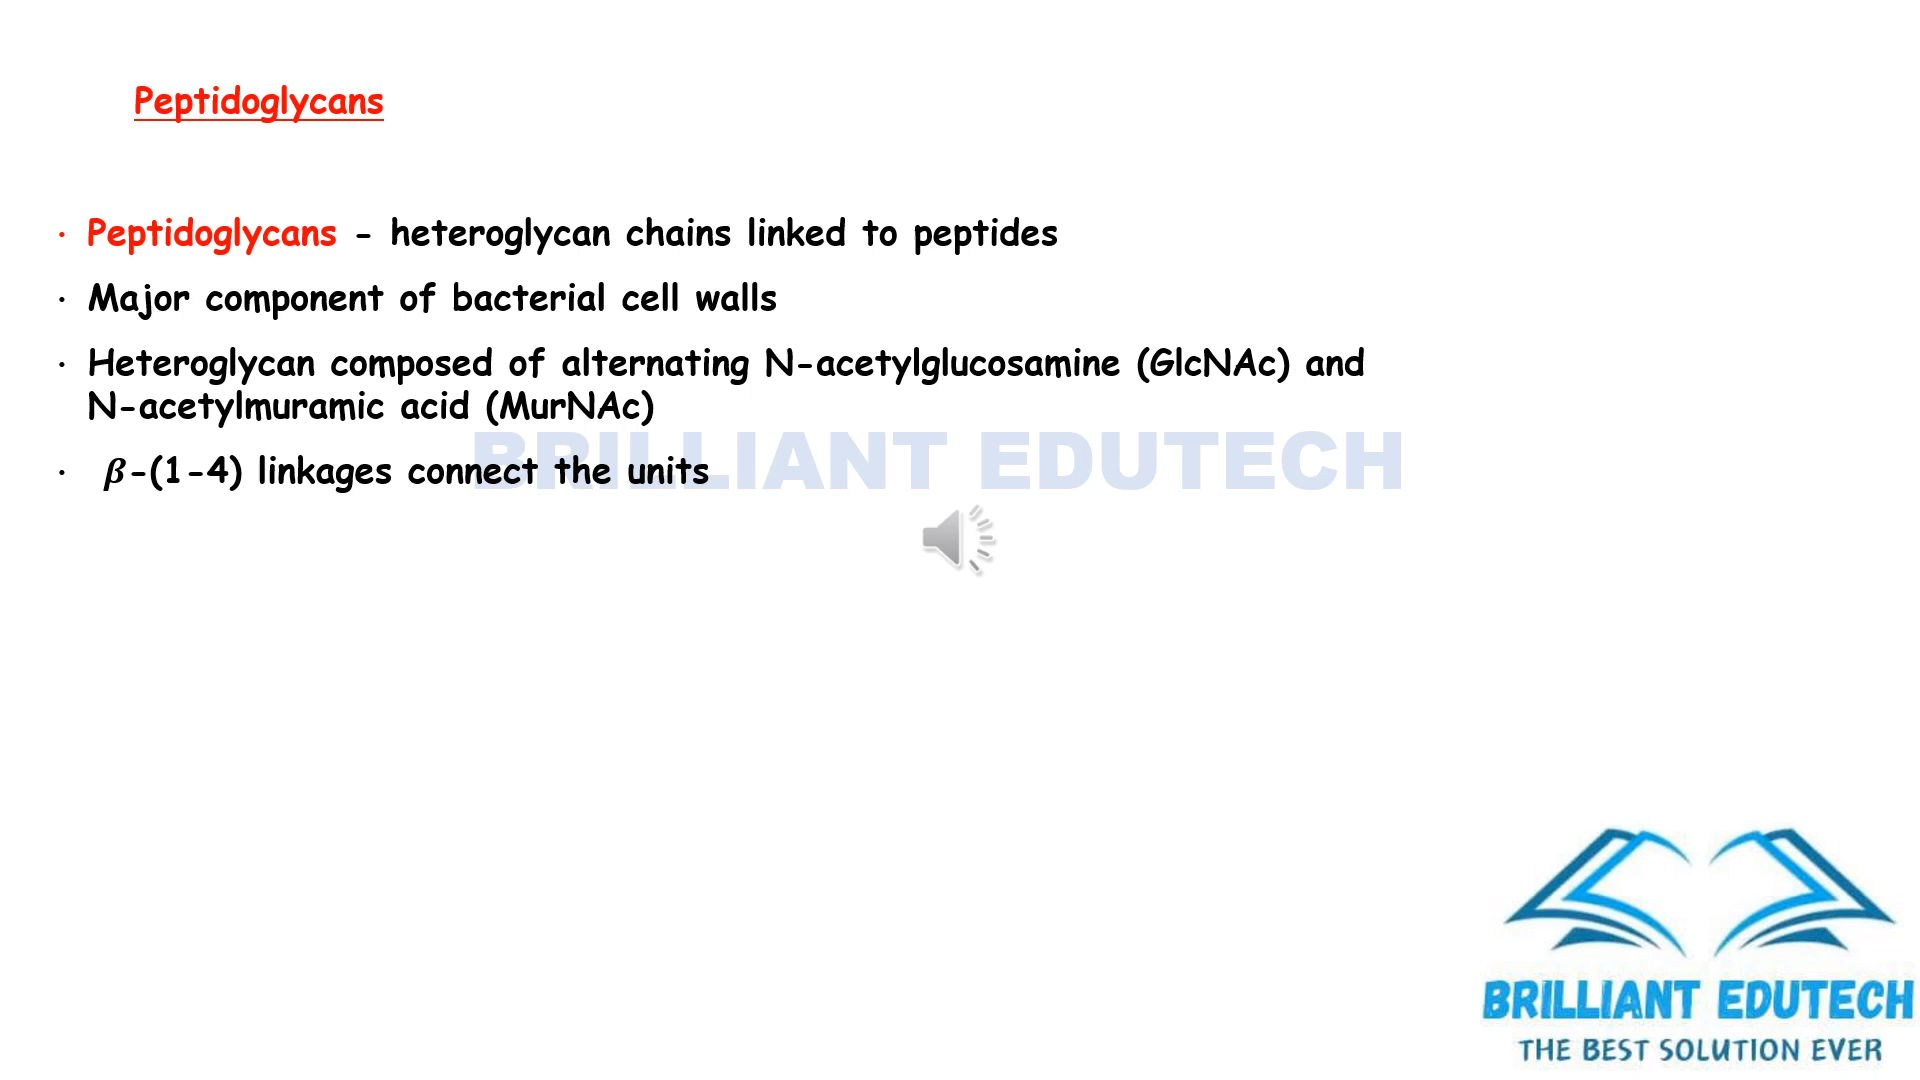 Peptidoglycans
· Peptidoglycans - heteroglycan chains linked to peptides
· Major component of bacterial cell walls
· Heteroglycan composed of alternating N-acetylglucosamine (GlcNAc) and
N-acetylmuramic acid (MurNAc)
BRILLIANT EDUTECH
· β-(1-4) linkages connect the units
BRILLIANT EDUTECH
THE BEST SOLUTION EVER